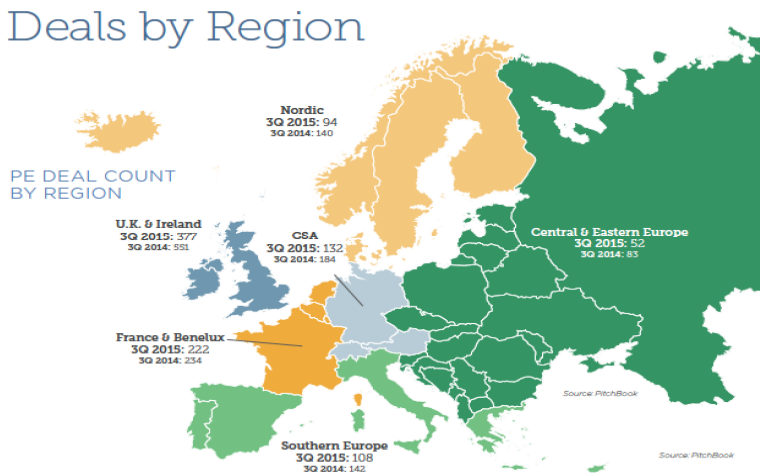 Deals by Region
PE DEAL COUNT
BY REGION
Nordic
3Q 2015: 94
3Q 2014: 140
U.K. & Ireland
3Q 2015: 377
3Q 2014: 551
GSA
3Q 2015: 132
3Q 2014: 184
Central & Eastern Europe
3Q 2015: 52
3Q 2014: 83
France & Benelux
3Q 2015: 222
3Q 2014: 234
Southern Europe
3Q 2015: 108
3Q 2014: 142
Source: PitchBook
Source: PitchBook